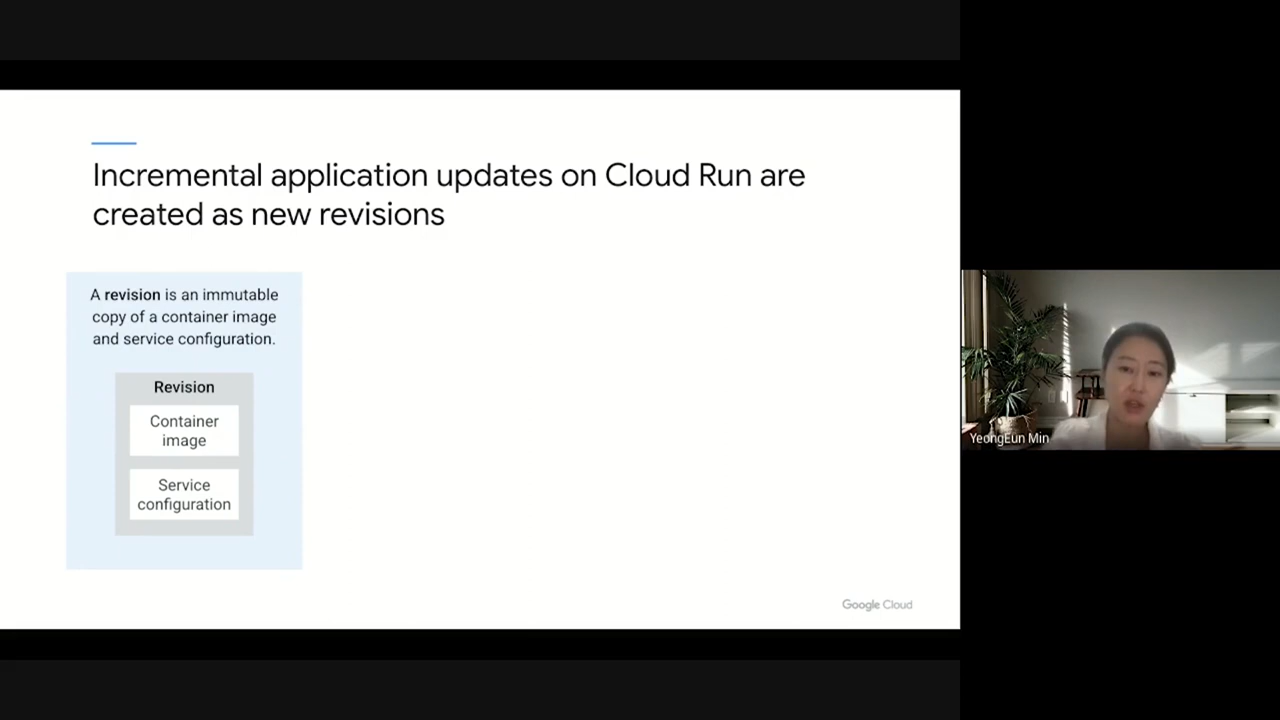 Incremental application updates on Cloud Run are
created as new revisions
A revision is an immutable
copy of a container image
and service configuration.
Revision
Container
image
Service
configuration
Google Cloud
YeongEun Min